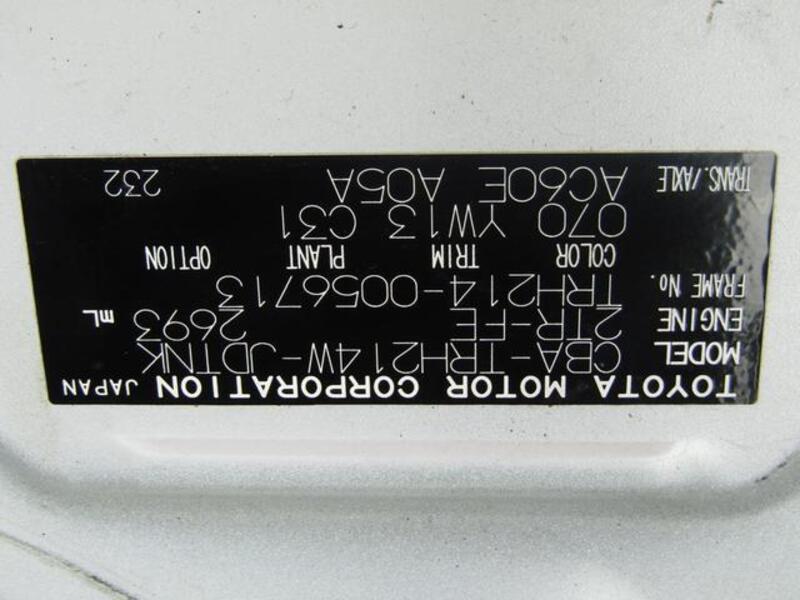 TOYOTA MOTOR CORPORATION JAPAN
MODEL CBA-TRH214W-JDTNK
ENGINE 2TR-FE 2693 mL
FRAME No. TRH214-0056713
COLOR TRIM PLANT OPTION
070 YW13 C31
TRANS./AXLE AC60E A05A
232